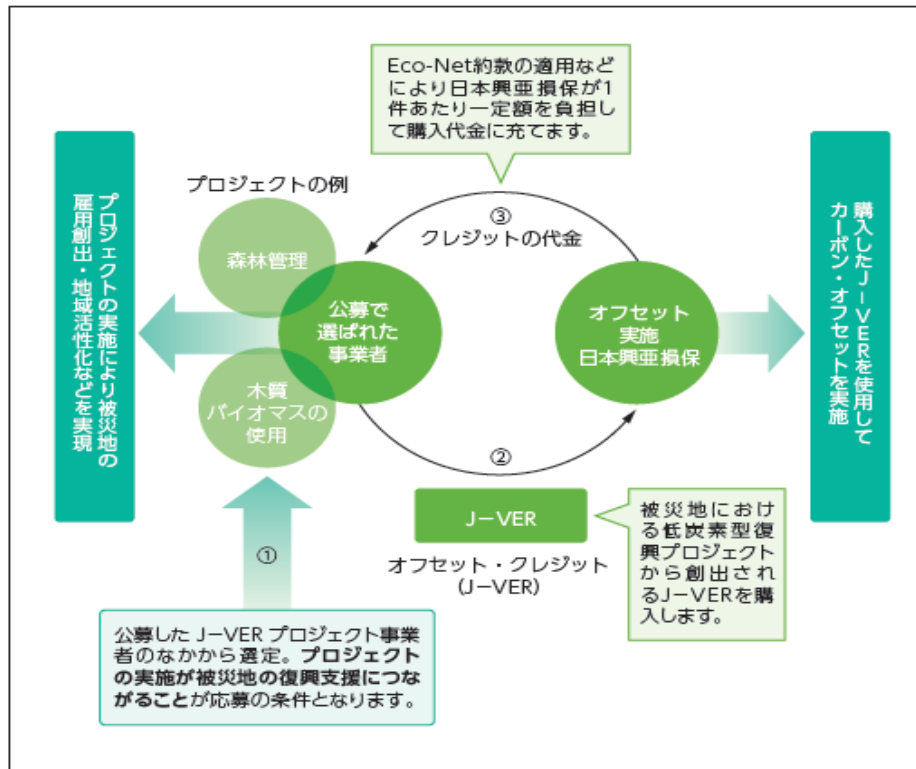 Eco-Net約款の適用など
により日本興亜損保が1
件あたり一定額を負担し
て購入代金に充てます。
プロジェクトの実施により被災地の
雇用創出・地域活性化などを実現
プロジェクトの例
森林管理
公募で
選ばれた
事業者
木質
バイオマスの
使用
③
クレジットの代金
オフセット
実施
日本興亜損保
購入したJ−VERを使用して
カーボン・オフセットを実施
②
J−VER
オフセット・クレジット
(J−VER)
被災地におけ
る低炭素型復
興プロジェクト
から創出され
るJ−VERを購
入します。
①
公募した J−VER プロジェクト事業
者のなかから選定。プロジェクト
の実施が被災地の復興支援につな
がることが応募の条件となります。